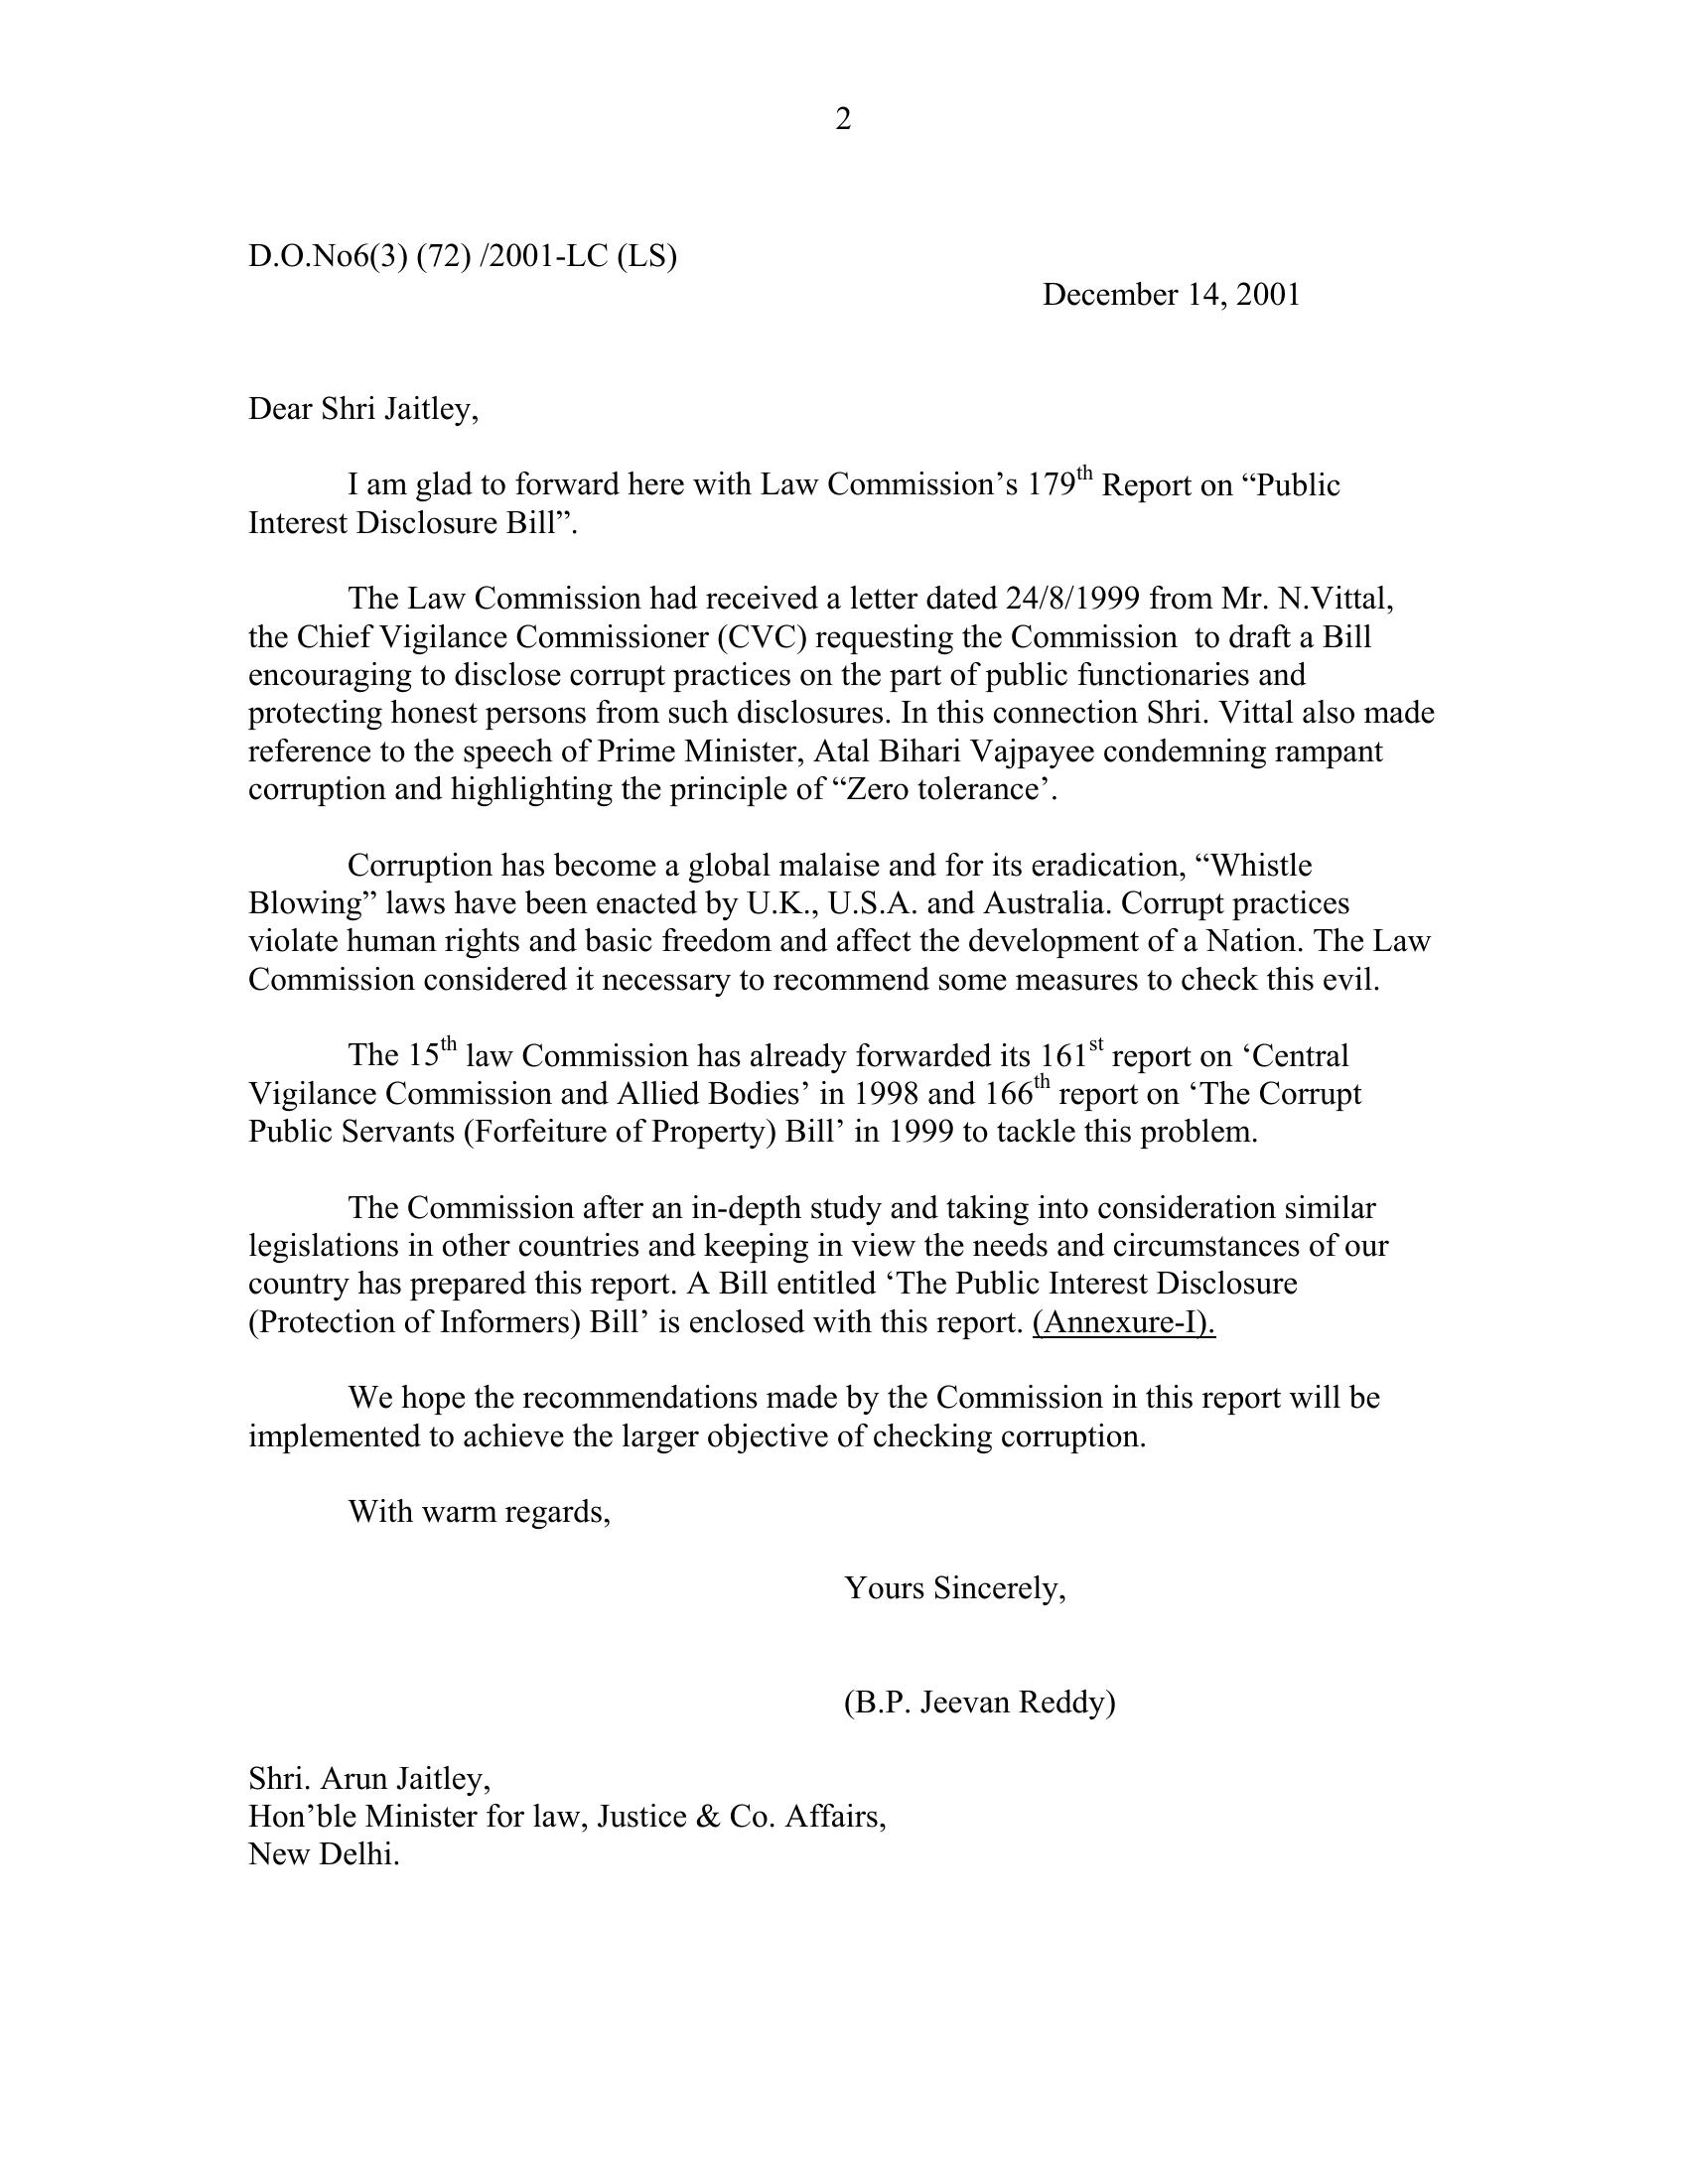 2
D.O.No6(3) (72) /2001-LC (LS)
December 14, 2001
Dear Shri Jaitley,
I am glad to forward here with Law Commission’s 179th Report on “Public
Interest Disclosure Bill”.
The Law Commission had received a letter dated 24/8/1999 from Mr. N.Vittal,
the Chief Vigilance Commissioner (CVC) requesting the Commission  to draft a Bill
encouraging to disclose corrupt practices on the part of public functionaries and
protecting honest persons from such disclosures. In this connection Shri. Vittal also made
reference to the speech of Prime Minister, Atal Bihari Vajpayee condemning rampant
corruption and highlighting the principle of “Zero tolerance’.
Corruption has become a global malaise and for its eradication, “Whistle
Blowing” laws have been enacted by U.K., U.S.A. and Australia. Corrupt practices
violate human rights and basic freedom and affect the development of a Nation. The Law
Commission considered it necessary to recommend some measures to check this evil.
The 15th law Commission has already forwarded its 161st report on ‘Central
Vigilance Commission and Allied Bodies’ in 1998 and 166th report on ‘The Corrupt
Public Servants (Forfeiture of Property) Bill’ in 1999 to tackle this problem.
The Commission after an in-depth study and taking into consideration similar
legislations in other countries and keeping in view the needs and circumstances of our
country has prepared this report. A Bill entitled ‘The Public Interest Disclosure
(Protection of Informers) Bill’ is enclosed with this report. (Annexure-I).
We hope the recommendations made by the Commission in this report will be
implemented to achieve the larger objective of checking corruption.
With warm regards,
Yours Sincerely,
(B.P. Jeevan Reddy)
Shri. Arun Jaitley,
Hon’ble Minister for law, Justice & Co. Affairs,
New Delhi.